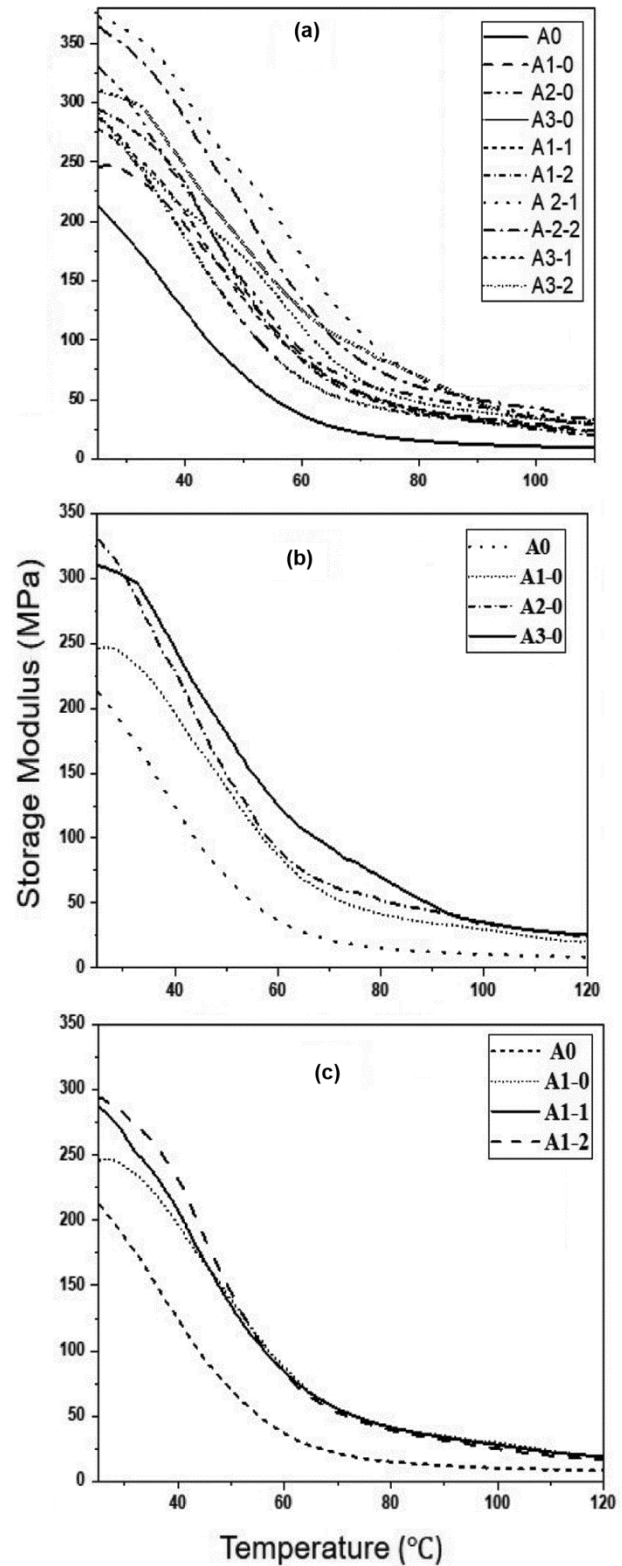 (a)
350
300
250
200
150
100
50
0
40
60
80
100
A0
A1-0
A2-0
A3-0
A1-1
A1-2
A 2-1
A-2-2
A3-1
A3-2
(b)
350
300
250
200
150
100
50
0
40
60
80
100
120
A0
A1-0
A2-0
A3-0
Storage Modulus (MPa)
(c)
350
300
250
200
150
100
50
0
40
60
80
100
120
A0
A1-0
A1-1
A1-2
Temperature (°C)